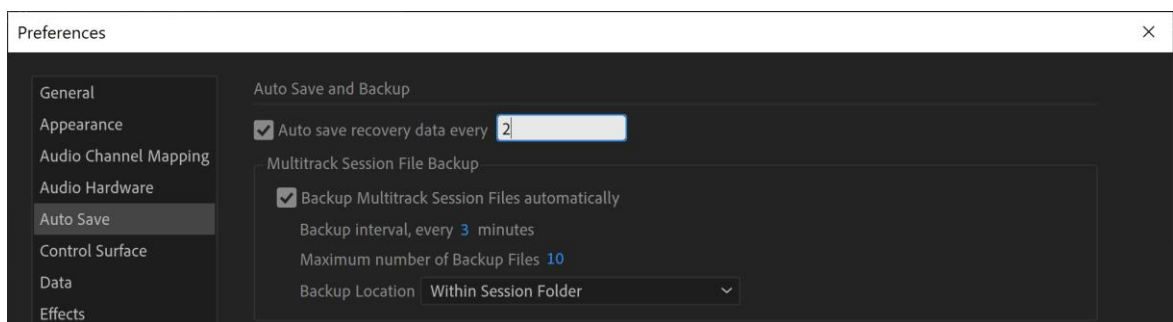 Preferences
General
Appearance
Audio Channel Mapping
Audio Hardware
Auto Save
Control Surface
Data
Effects
Auto Save and Backup
Auto save recovery data every 2
Multitrack Session File Backup
Backup Multitrack Session Files automatically
Backup interval, every 3 minutes
Maximum number of Backup Files 10
Backup Location Within Session Folder